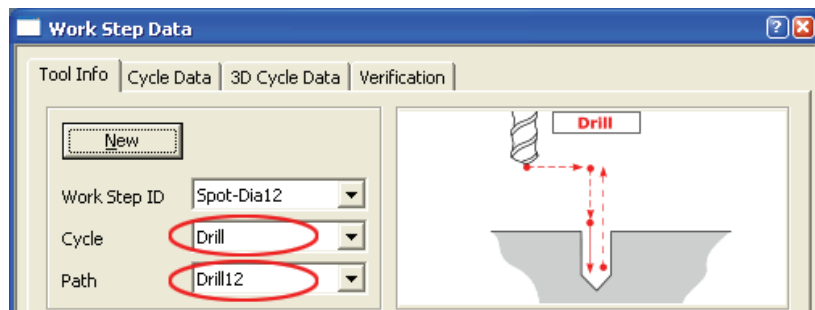 Work Step Data
Tool Info Cycle Data 3D Cycle Data Verification
New
Drill
Work Step ID Spot-Dia12
Cycle Drill
Path Drill12